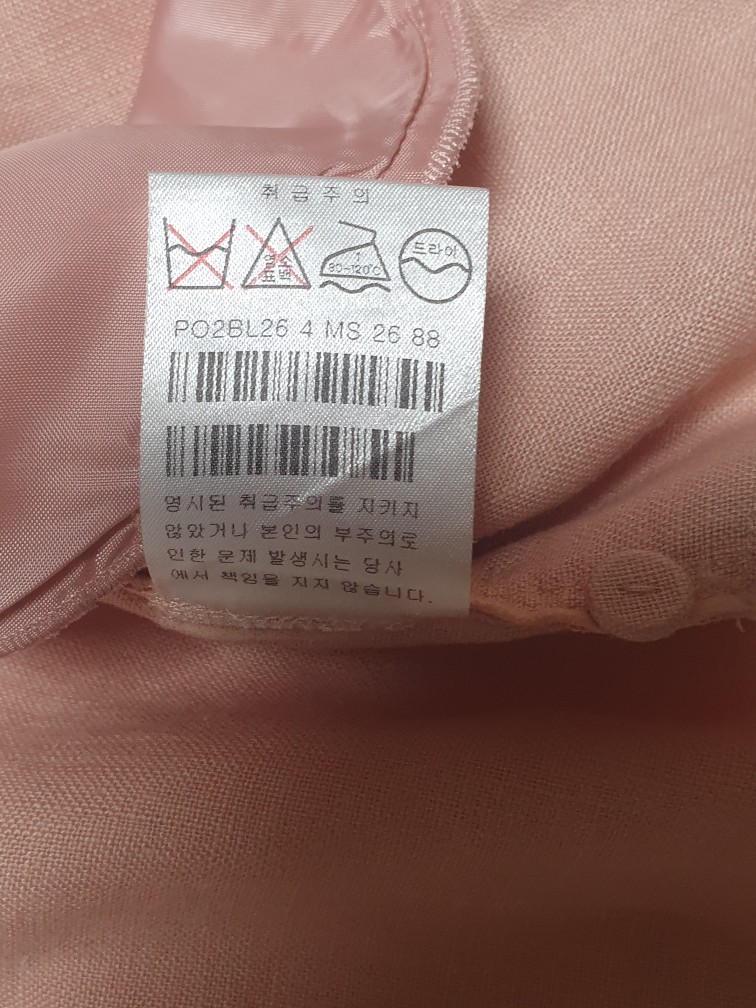 취급주의
염소
표백
1
80-120°C
드라이
PO2BL26 4 MS 26 88
명시된 취급주의를 지키지
않았거나 본인의 부주의로
인한 문제 발생시는 당사
에서 책임을 지지 않습니다.